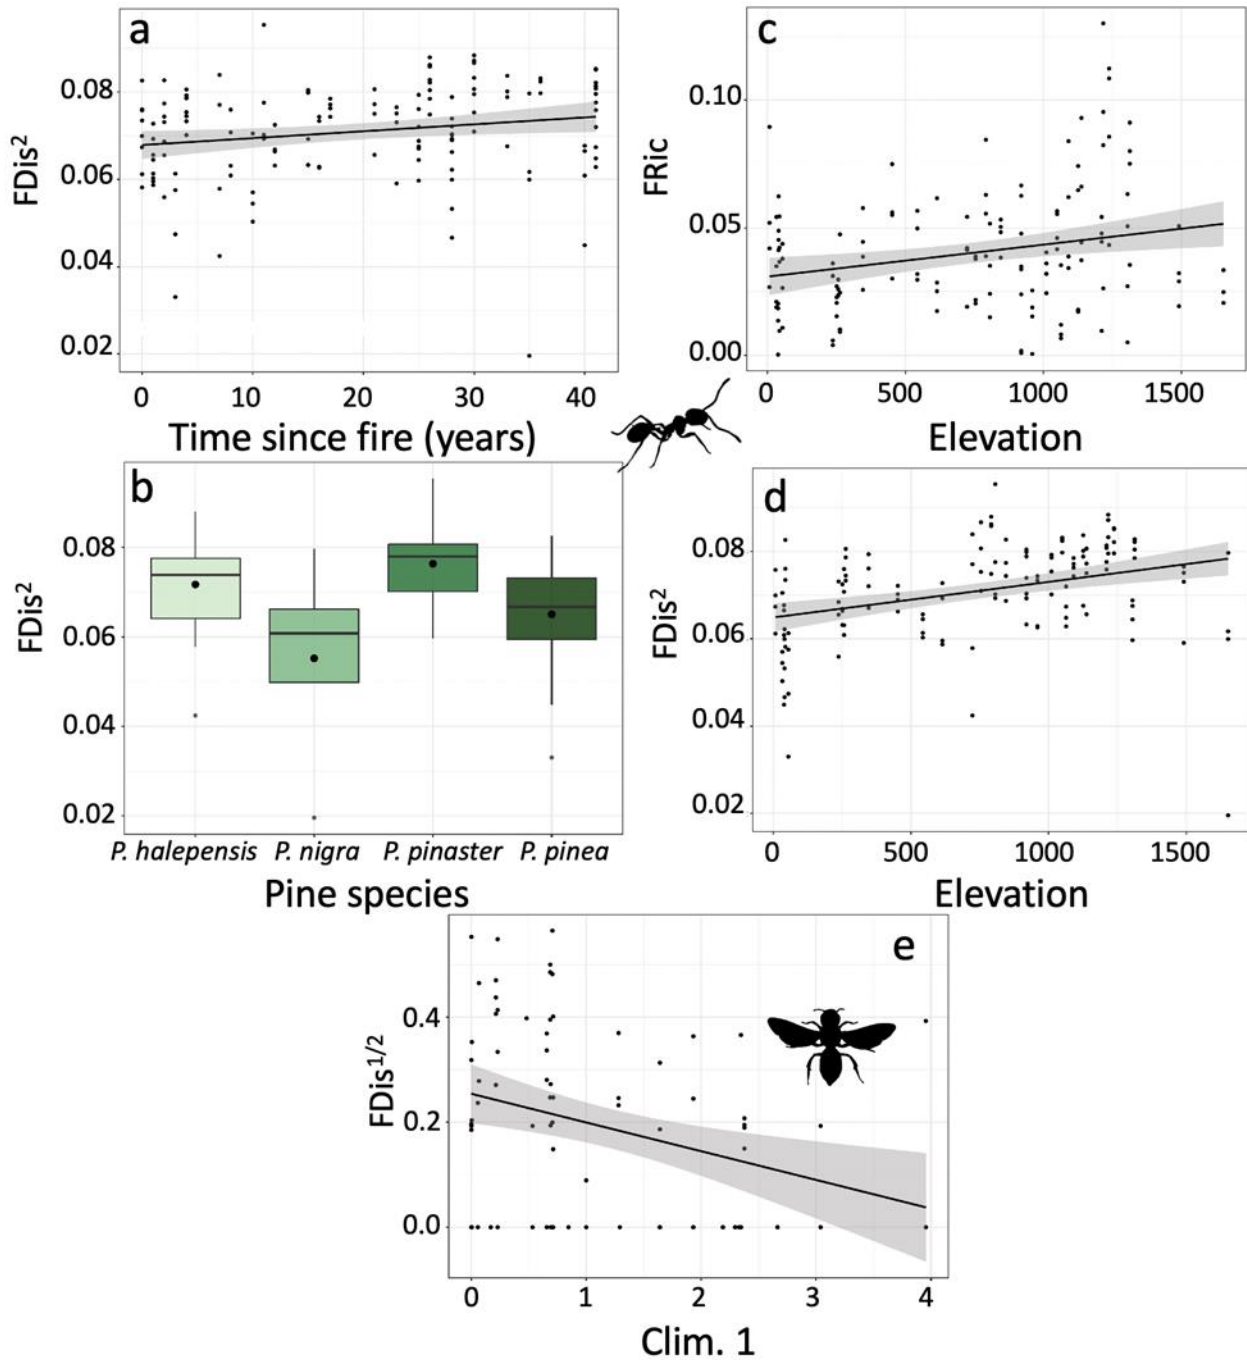 a
0.08
0.06
0.04
0.02
FDis²
0 10 20 30 40
Time since fire (years)
c
0.10
0.05
0.00
FRic
0 500 1000 1500
Elevation
b
0.08
0.06
0.04
0.02
FDis²
P. halepensis P. nigra P. pinaster P. pinea
Pine species
d
0.08
0.06
0.04
0.02
FDis²
0 500 1000 1500
Elevation
e
0.4
0.2
0.0
FDis¹/²
0 1 2 3 4
Clim. 1